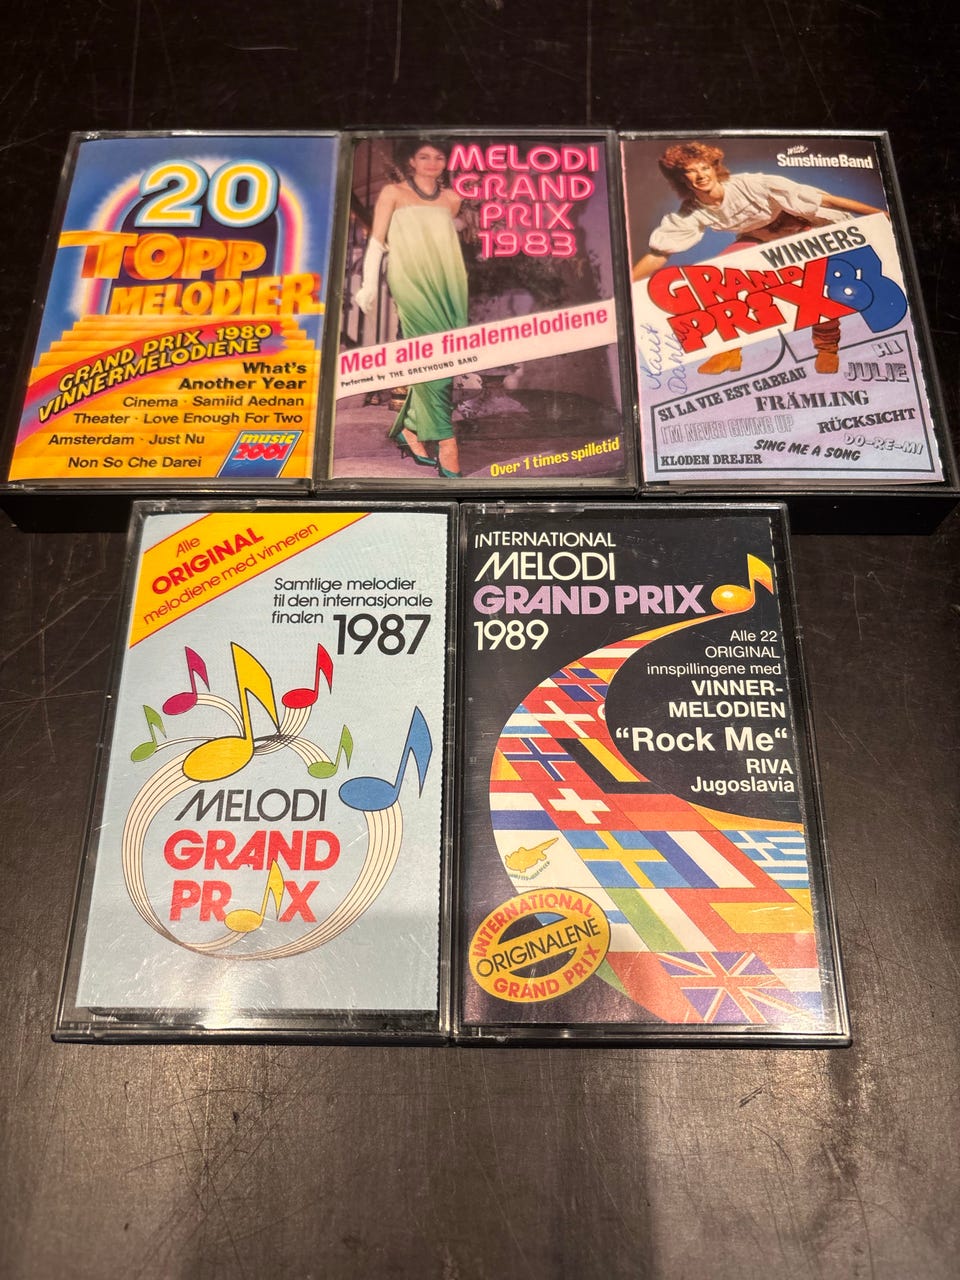 20
TOPP
MELODIER
GRAND PRIX 1980
VINNERMELODIENE
What's
Another Year
Cinema · Samiid Aednan
Theater · Love Enough For Two
Amsterdam · Just Nu
Non So Che Darei
music
2001
MELODI
GRAND
PRIX
1983
Med alle finalemelodiene
Performed by THE GREYHOUND BAND
Over 1 times spilletid
with
SunshineBand
WINNERS
GRAND
PRIX 83
HI
SI LA VIE EST CADEAU
JULIE
FRÄMLING
I'M NEVER GIVING UP
RÜCKSICHT
SING ME A SONG
DO-RE-MI
KLODEN DREJER
Alle
ORIGINAL
melodiene med vinneren
Samtlige melodier
til den internasjonale
finalen 1987
MELODI
GRAND
PRIX
INTERNATIONAL
MELODI
GRAND PRIX
1989
Alle 22
ORIGINAL
innspillingene med
VINNER-
MELODIEN
"Rock Me"
RIVA
Jugoslavia
INTERNATIONAL
ORIGINALENE
GRAND PRIX